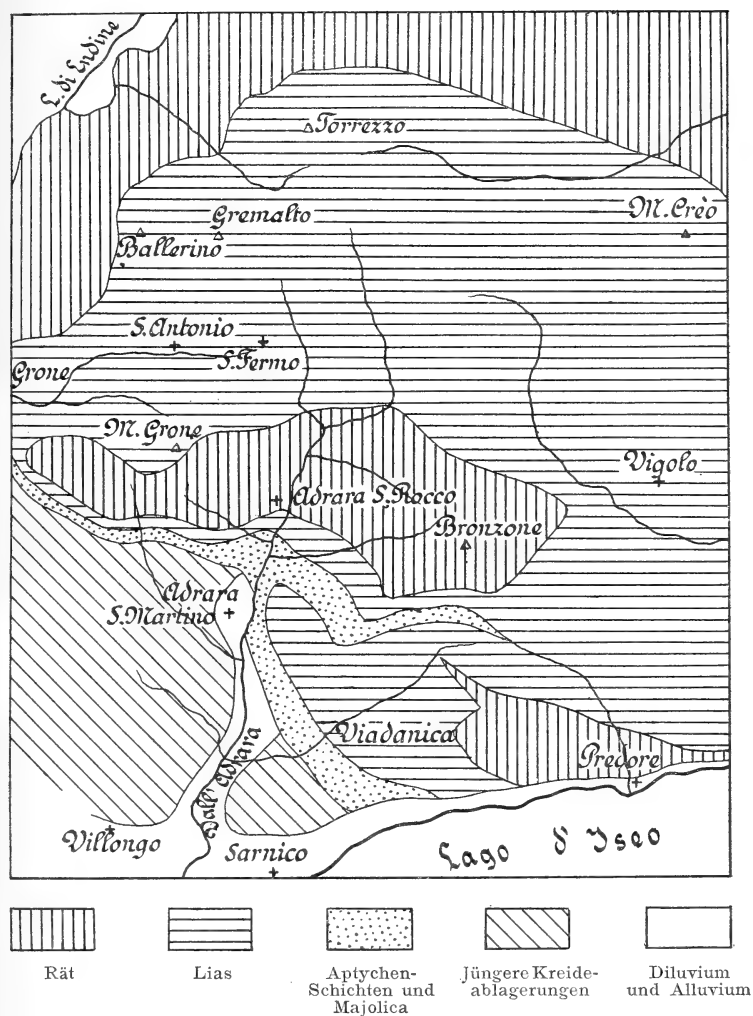 L. di Endine
Torrezzo
Gremalto
M. Crèo
Ballerino
S. Antonio
S. Fermo
Grone
M. Grone
Vigolo
Adrara S. Rocco
Bronzone
Adrara
S. Martino
Viadanica
Vall' Adrara
Predore
Villongo
Sarnico
Lago d' Iseo
Rät
Lias
Aptychen-
Schichten und
Majolica
Jüngere Kreide-
ablagerungen
Diluvium
und Alluvium